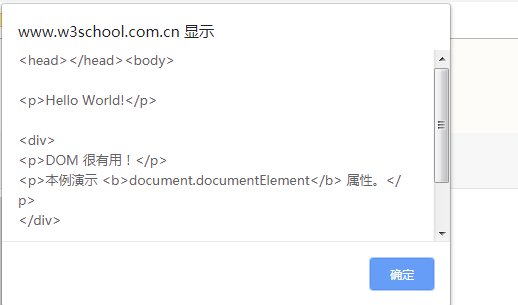 www.w3school.com.cn 显示
<head></head><body>
<p>Hello World!</p>
<div>
<p>DOM 很有用！</p>
<p>本例演示 <b>document.documentElement</b> 属性。</
p>
</div>
确定